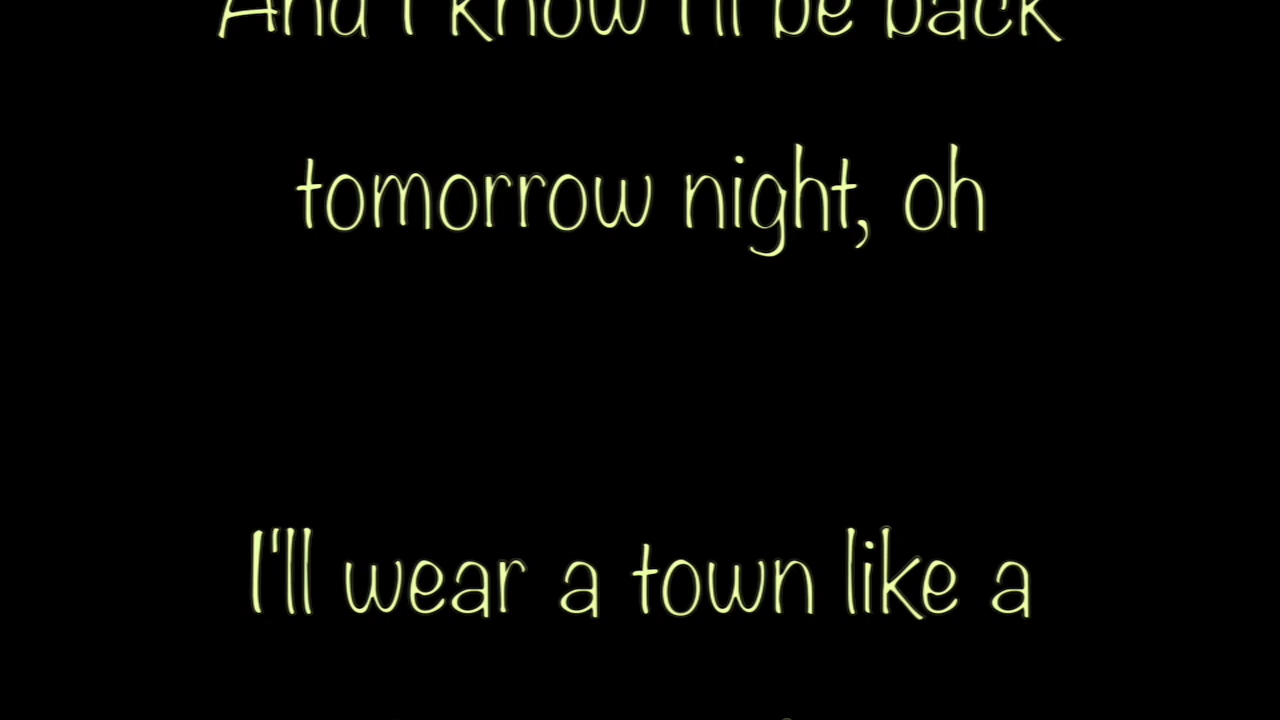 And I know I'll be back
tomorrow night, oh
I'll wear a town like a